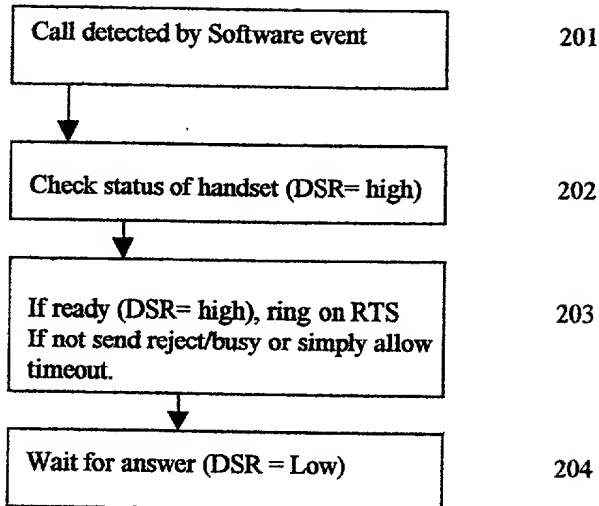 Call detected by Software event 201
Check status of handset (DSR= high) 202
If ready (DSR= high), ring on RTS 203
If not send reject/busy or simply allow
timeout.
Wait for answer (DSR = Low) 204